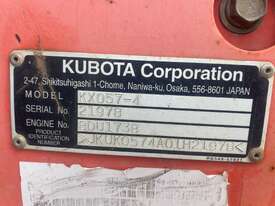 KUBOTA Corporation
2-47, Shikitsuhigashi 1-Chome, Naniwa-ku, Osaka, 556-8601 JAPAN
MODEL KX057-4
SERIAL No. 21978
ENGINE No.
PRODUCT
IDENTIFICATION
NUMBER